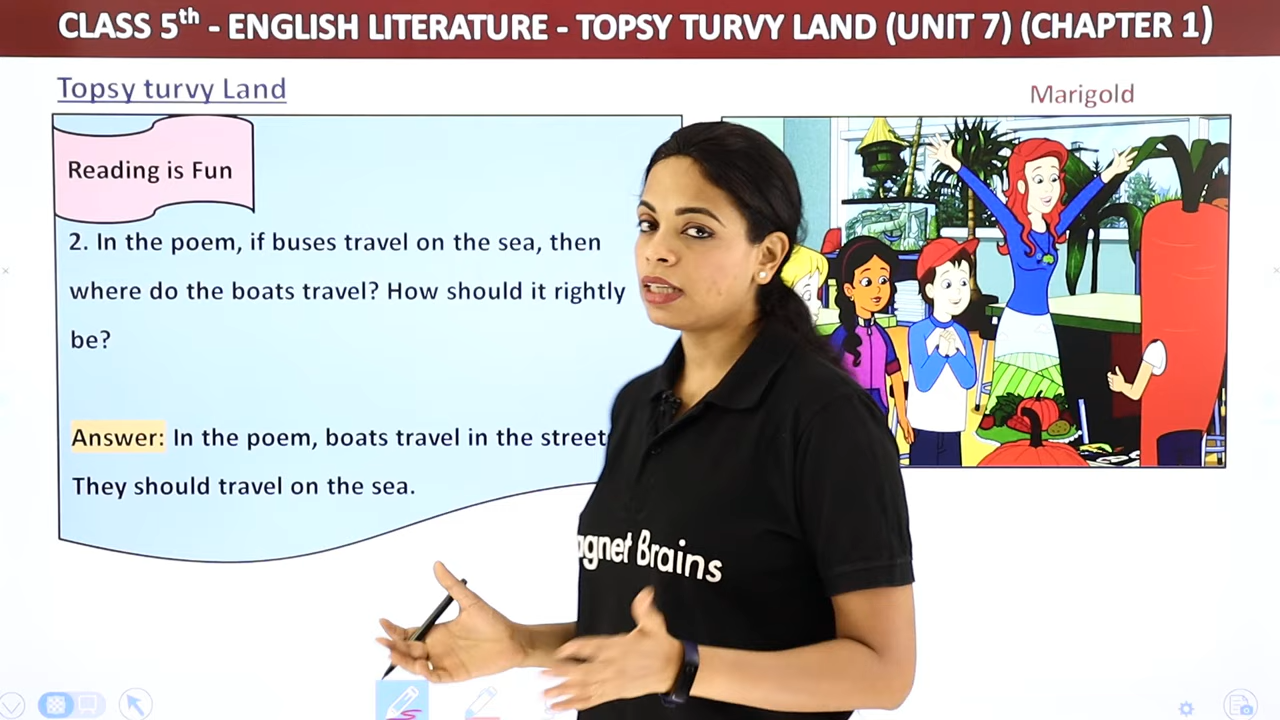 CLASS 5th - ENGLISH LITERATURE - TOPSY TURVY LAND (UNIT 7) (CHAPTER 1)
Topsy turvy Land
Marigold
Reading is Fun
2. In the poem, if buses travel on the sea, then
where do the boats travel? How should it rightly
be?
Answer: In the poem, boats travel in the street
They should travel on the sea.
agnet Brains